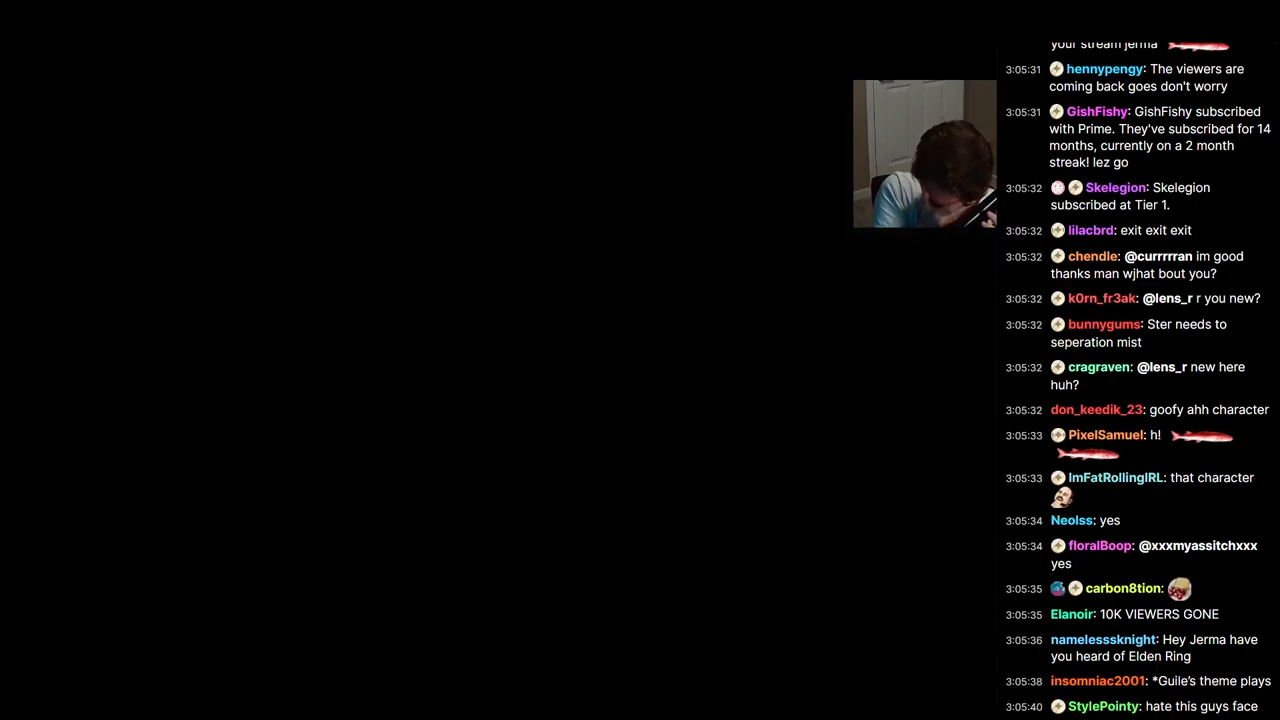 your stream jerma
3:05:31 hennypengy: The viewers are
coming back goes don't worry
3:05:31 GishFishy: GishFishy subscribed
with Prime. They've subscribed for 14
months, currently on a 2 month
streak! lez go
3:05:32 Skelegion: Skelegion
subscribed at Tier 1.
3:05:32 lilacbrd: exit exit exit
3:05:32 chendle: @currrrran im good
thanks man wjhat bout you?
3:05:32 k0rn_fr3ak: @lens_r r you new?
3:05:32 bunnygums: Ster needs to
seperation mist
3:05:32 cragraven: @lens_r new here
huh?
3:05:32 don_keedik_23: goofy ahh character
3:05:33 PixelSamuel: h!
3:05:33 ImFatRollingIRL: that character
3:05:34 Neolss: yes
3:05:34 floralBoop: @xxxmyassitchxxx
yes
3:05:35 carbon8tion:
3:05:35 Elanoir: 10K VIEWERS GONE
3:05:36 namelesssknight: Hey Jerma have
you heard of Elden Ring
3:05:38 insomniac2001: *Guile's theme plays
3:05:40 StylePointy: hate this guys face